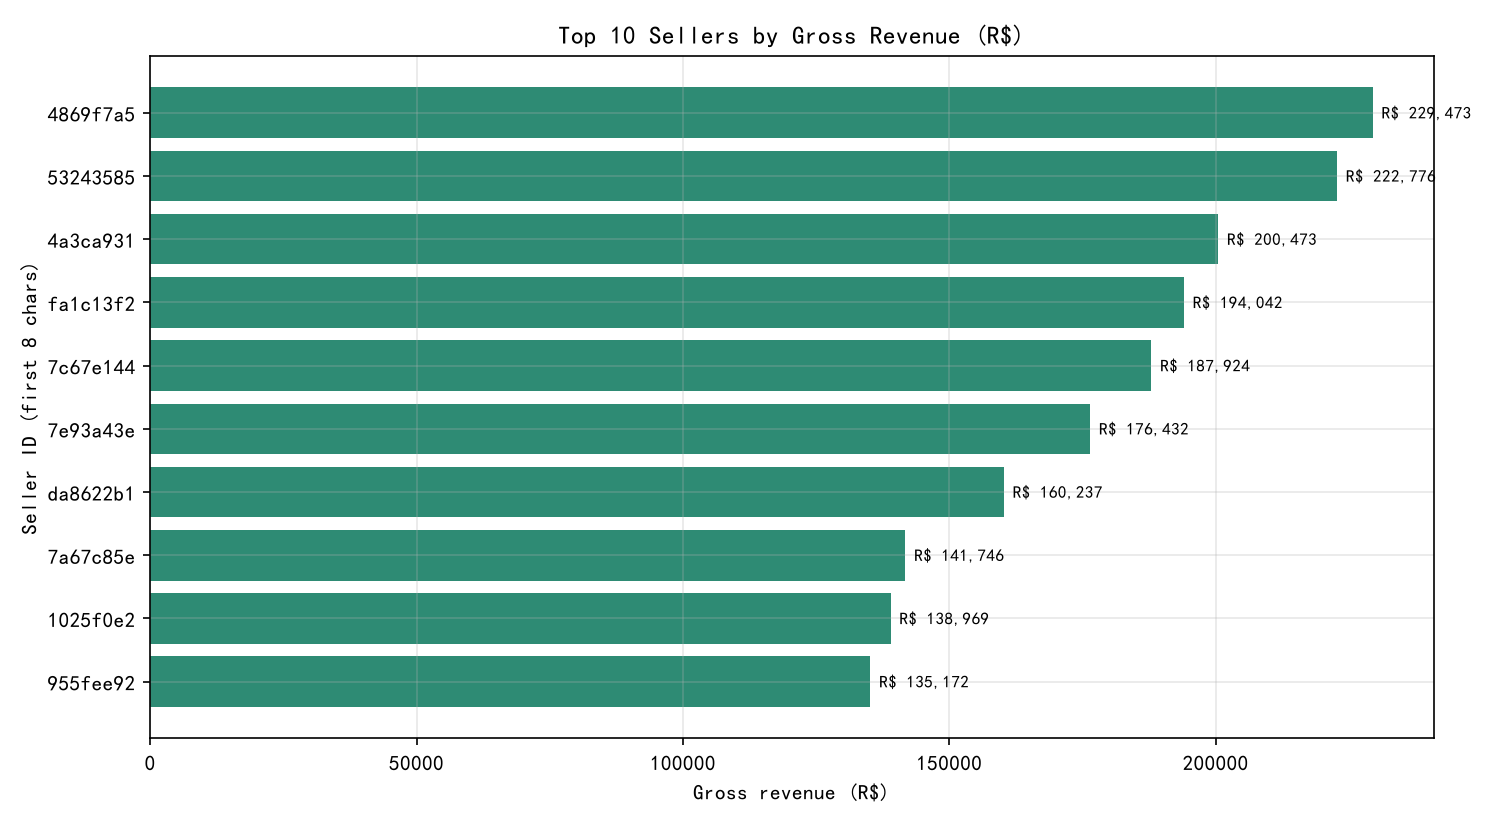 Top 10 Sellers by Gross Revenue (R$)
Seller ID (first 8 chars)
4869f7a5 R$ 229,473
53243585 R$ 222,776
4a3ca931 R$ 200,473
fa1c13f2 R$ 194,042
7c67e144 R$ 187,924
7e93a43e R$ 176,432
da8622b1 R$ 160,237
7a67c85e R$ 141,746
1025f0e2 R$ 138,969
955fee92 R$ 135,172
0 50000 100000 150000 200000
Gross revenue (R$)